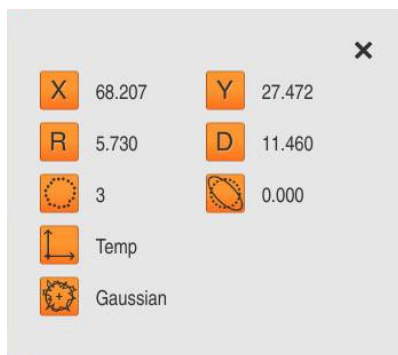 X 68.207 Y 27.472
R 5.730 D 11.460
3 0.000
Temp
Gaussian